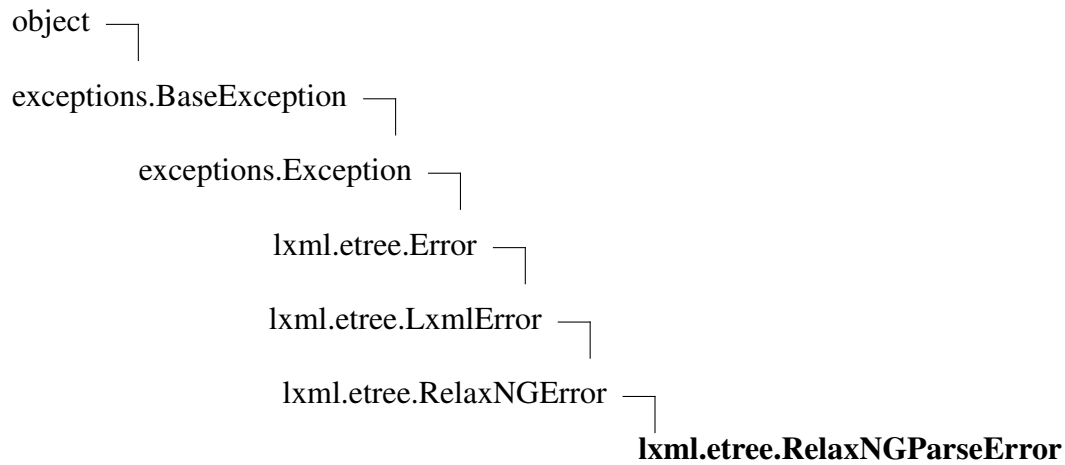 object
exceptions.BaseException
exceptions.Exception
lxml.etree.Error
lxml.etree.LxmlError
lxml.etree.RelaxNGError
lxml.etree.RelaxNGParseError